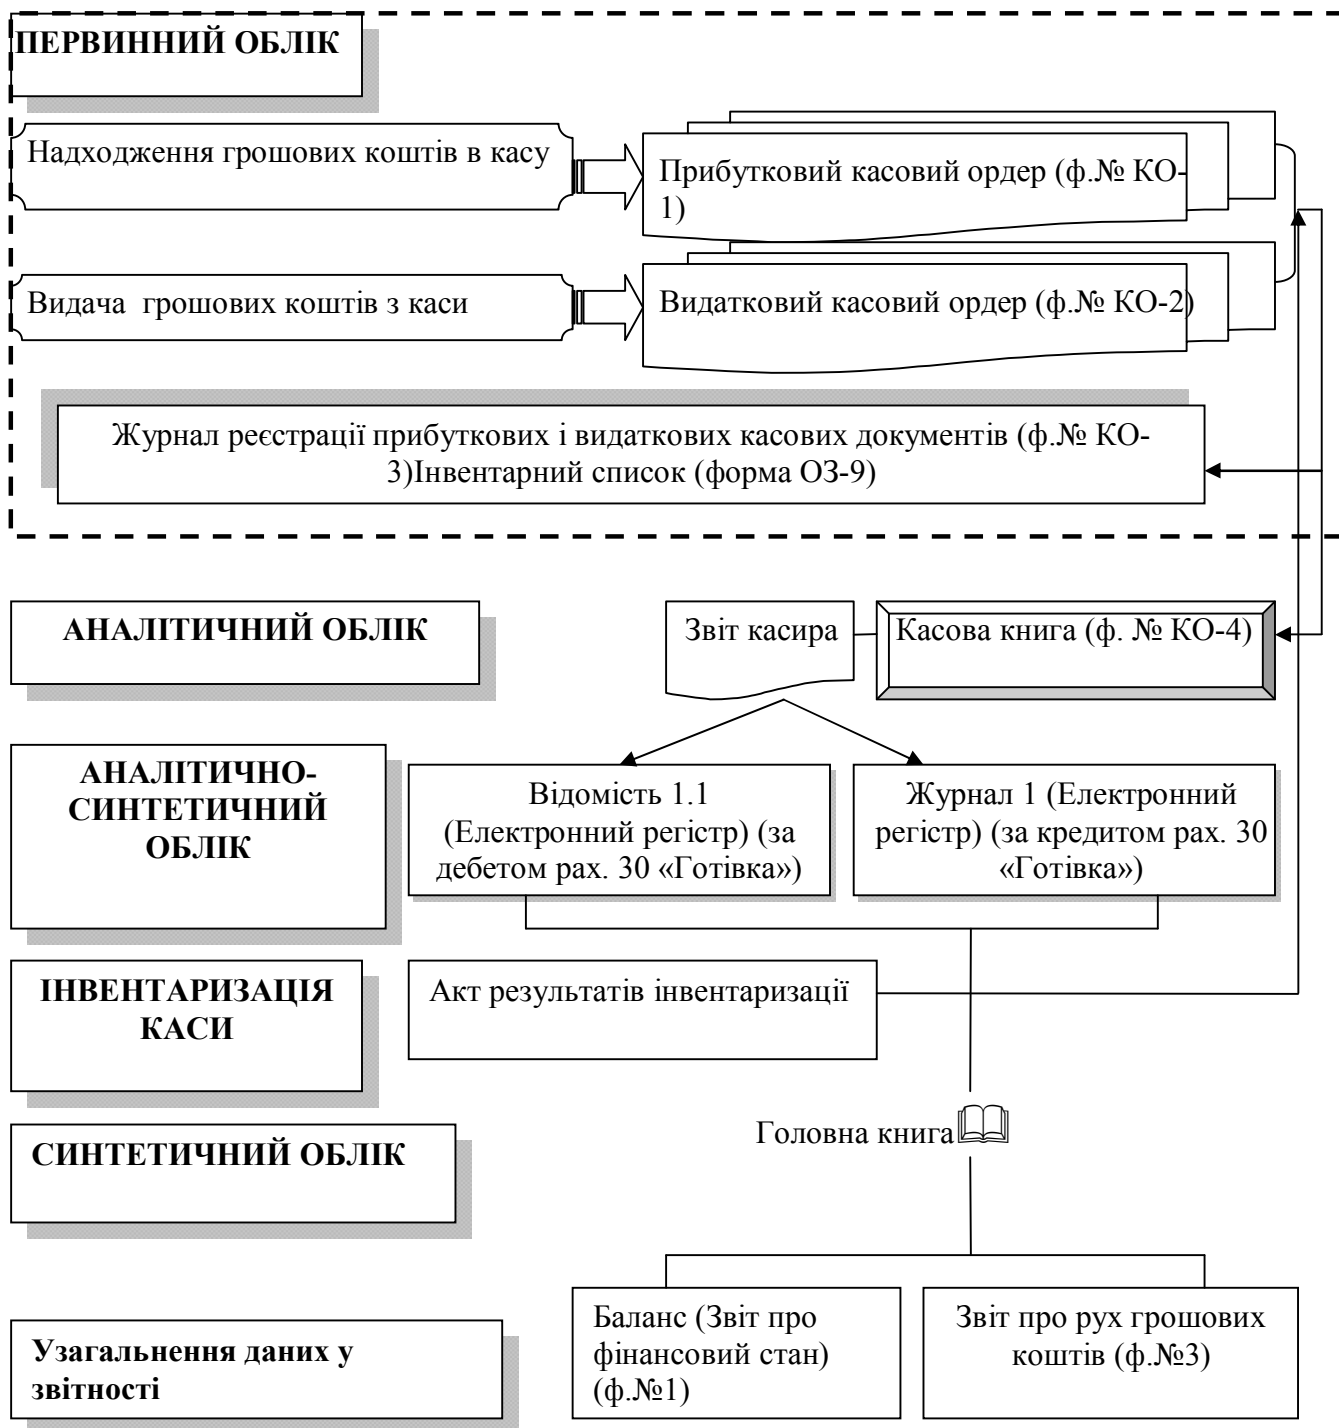 ПЕРВИННИЙ ОБЛІК
Надходження грошових коштів в касу
Прибутковий касовий ордер (ф.№ КО-
1)
Видача грошових коштів з каси
Видатковий касовий ордер (ф.№ КО-2)
Журнал реєстрації прибуткових і видаткових касових документів (ф.№ КО-
3)Інвентарний список (форма ОЗ-9)
АНАЛІТИЧНИЙ ОБЛІК
Звіт касира
Касова книга (ф. № КО-4)
АНАЛІТИЧНО-
СИНТЕТИЧНИЙ
ОБЛІК
Відомість 1.1
(Електронний регістр) (за
дебетом рах. 30 «Готівка»)
Журнал 1 (Електронний
регістр) (за кредитом рах. 30
«Готівка»)
ІНВЕНТАРИЗАЦІЯ
КАСИ
Акт результатів інвентаризації
Головна книга
СИНТЕТИЧНИЙ ОБЛІК
Узагальнення даних у
звітності
Баланс (Звіт про
фінансовий стан)
(ф.№1)
Звіт про рух грошових
коштів (ф.№3)